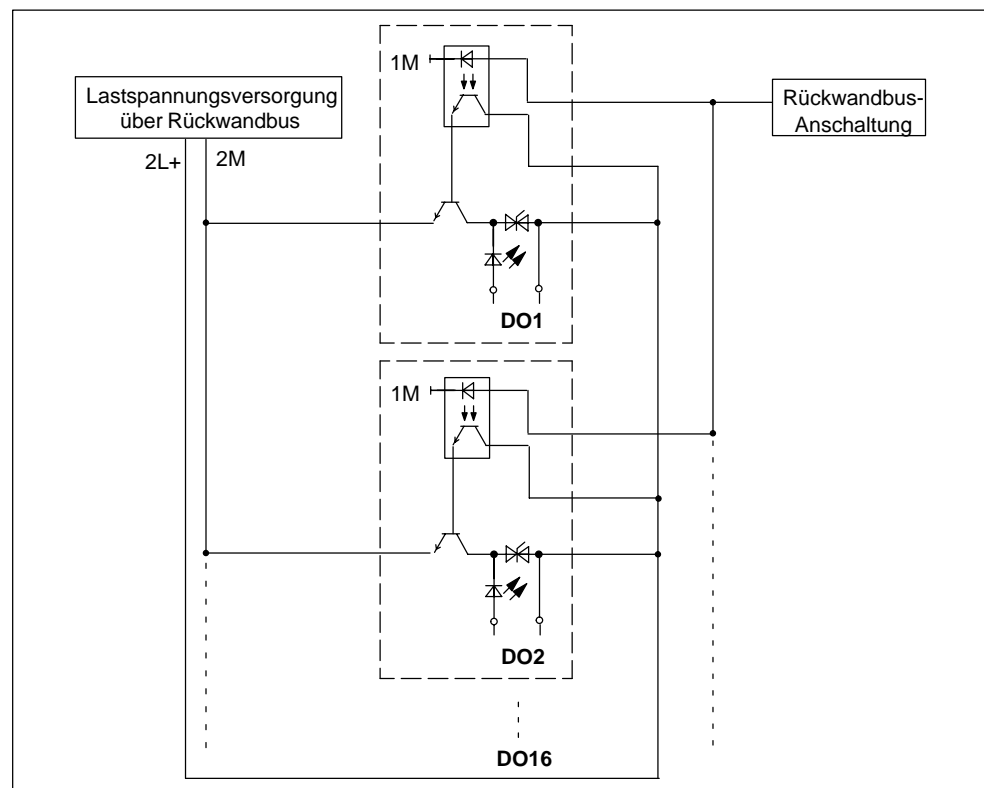 1M
Lastspannungsversorgung
über Rückwandbus
Rückwandbus-
Anschaltung
2L+
2M
DO1
1M
DO2
DO16